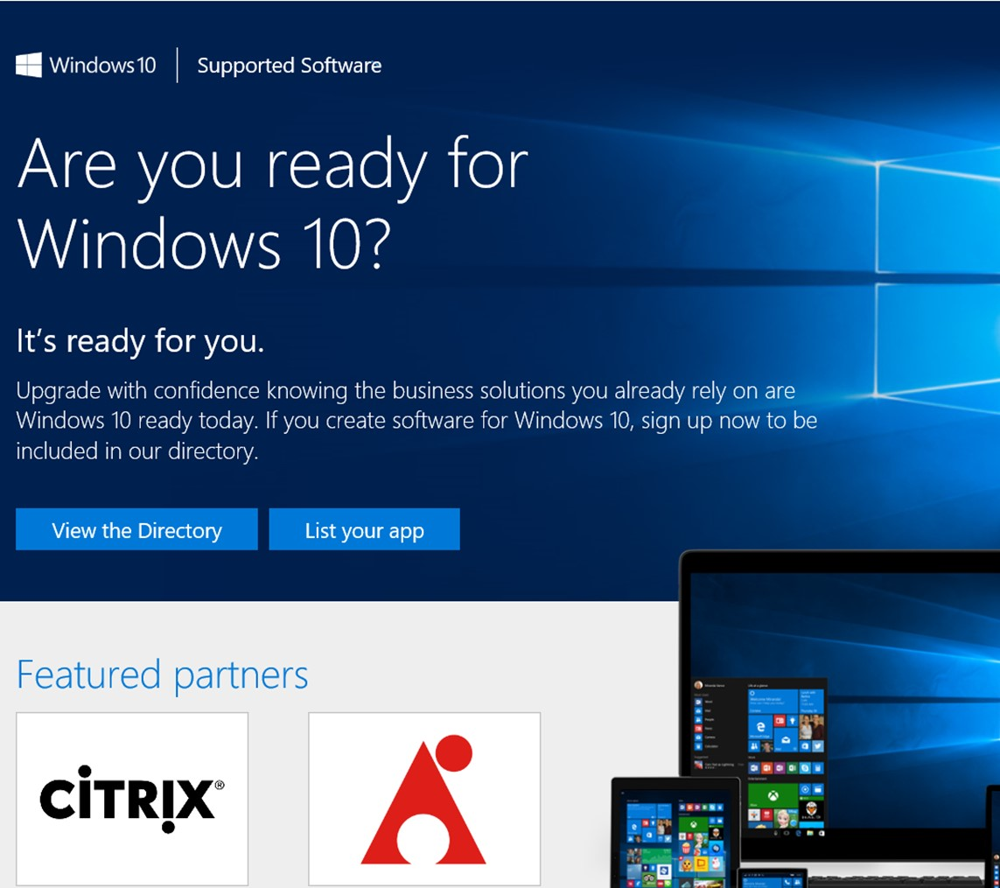 Windows 10 | Supported Software
Are you ready for
Windows 10?
It's ready for you.
Upgrade with confidence knowing the business solutions you already rely on are
Windows 10 ready today. If you create software for Windows 10, sign up now to be
included in our directory.
View the Directory
List your app
Featured partners
CİTRIX®